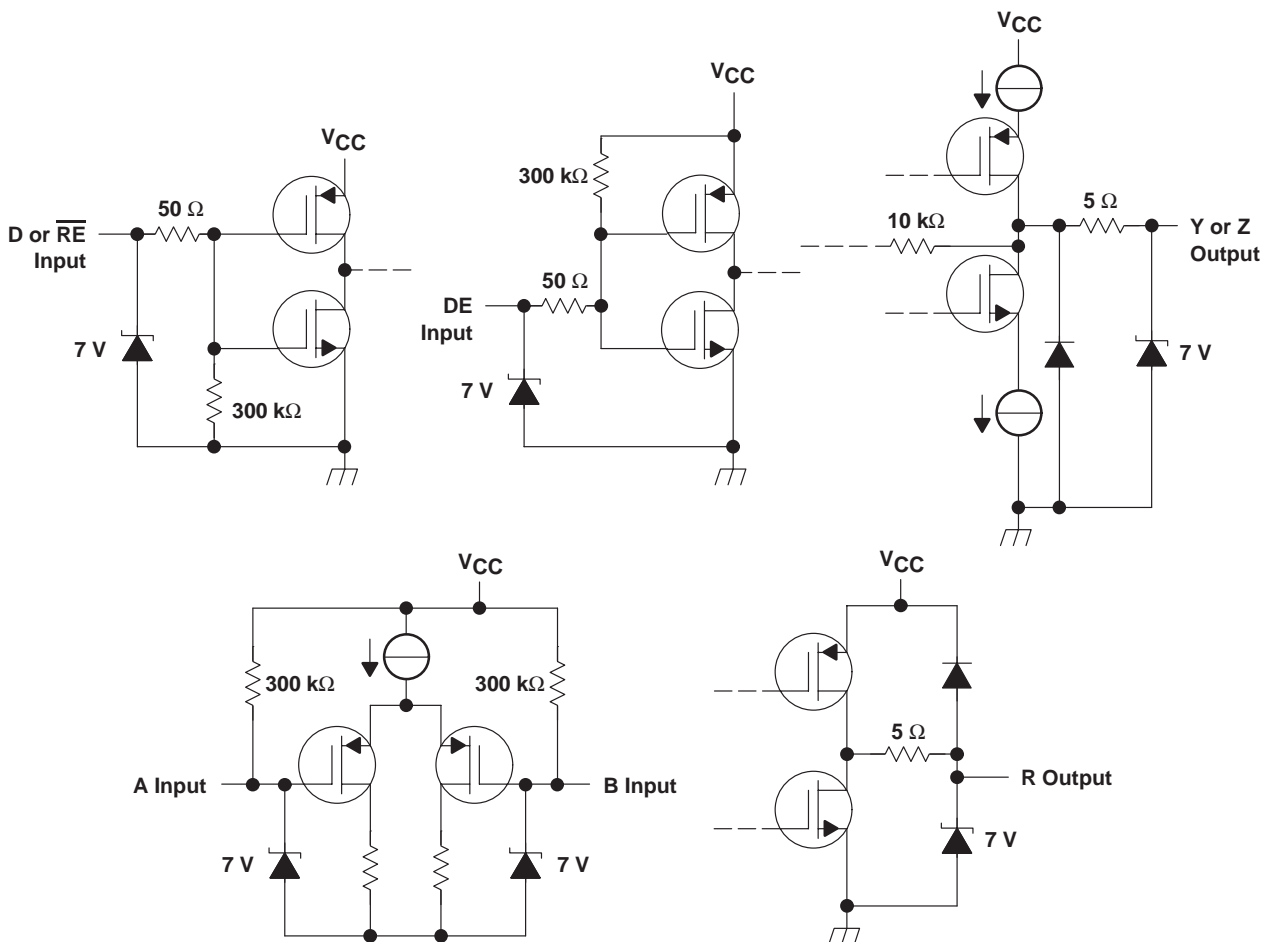 VCC
D or R̅E̅
Input
50 Ω
7 V
300 kΩ
VCC
300 kΩ
DE
Input
50 Ω
7 V
VCC
10 kΩ
5 Ω
Y or Z
Output
7 V
VCC
300 kΩ
300 kΩ
A Input
B Input
7 V
7 V
VCC
5 Ω
R Output
7 V